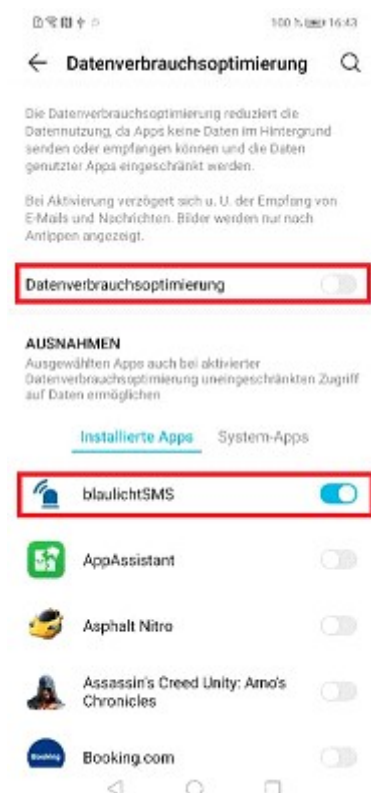 100 % 16:43
Datenverbrauchsoptimierung
Die Datenverbrauchsoptimierung reduziert die
Datennutzung, da Apps keine Daten im Hintergrund
senden oder empfangen können und die Daten
genutzter Apps eingeschränkt werden.
Bei Aktivierung verzögert sich u. U. der Empfang von
E-Mails und Nachrichten. Bilder werden nur nach
Antippen angezeigt.
Datenverbrauchsoptimierung
AUSNAHMEN
Ausgewählten Apps auch bei aktivierter
Datenverbrauchsoptimierung uneingeschränkten Zugriff
auf Daten ermöglichen
Installierte Apps System-Apps
blaulichtSMS
AppAssistant
Asphalt Nitro
Assassin's Creed Unity: Arno's
Chronicles
Booking.com